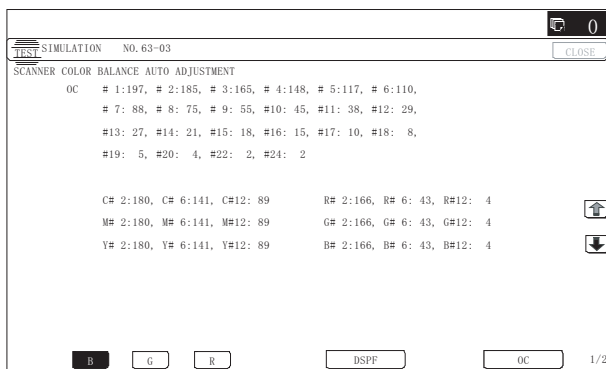 0
TEST SIMULATION NO.63-03
CLOSE
SCANNER COLOR BALANCE AUTO ADJUSTMENT
OC # 1:197, # 2:185, # 3:165, # 4:148, # 5:117, # 6:110,
# 7: 88, # 8: 75, # 9: 55, #10: 45, #11: 38, #12: 29,
#13: 27, #14: 21, #15: 18, #16: 15, #17: 10, #18: 8,
#19: 5, #20: 4, #22: 2, #24: 2
C# 2:180, C# 6:141, C#12: 89 R# 2:166, R# 6: 43, R#12: 4
M# 2:180, M# 6:141, M#12: 89 G# 2:166, G# 6: 43, G#12: 4
Y# 2:180, Y# 6:141, Y#12: 89 B# 2:166, B# 6: 43, B#12: 4
B G R DSPF OC 1/2